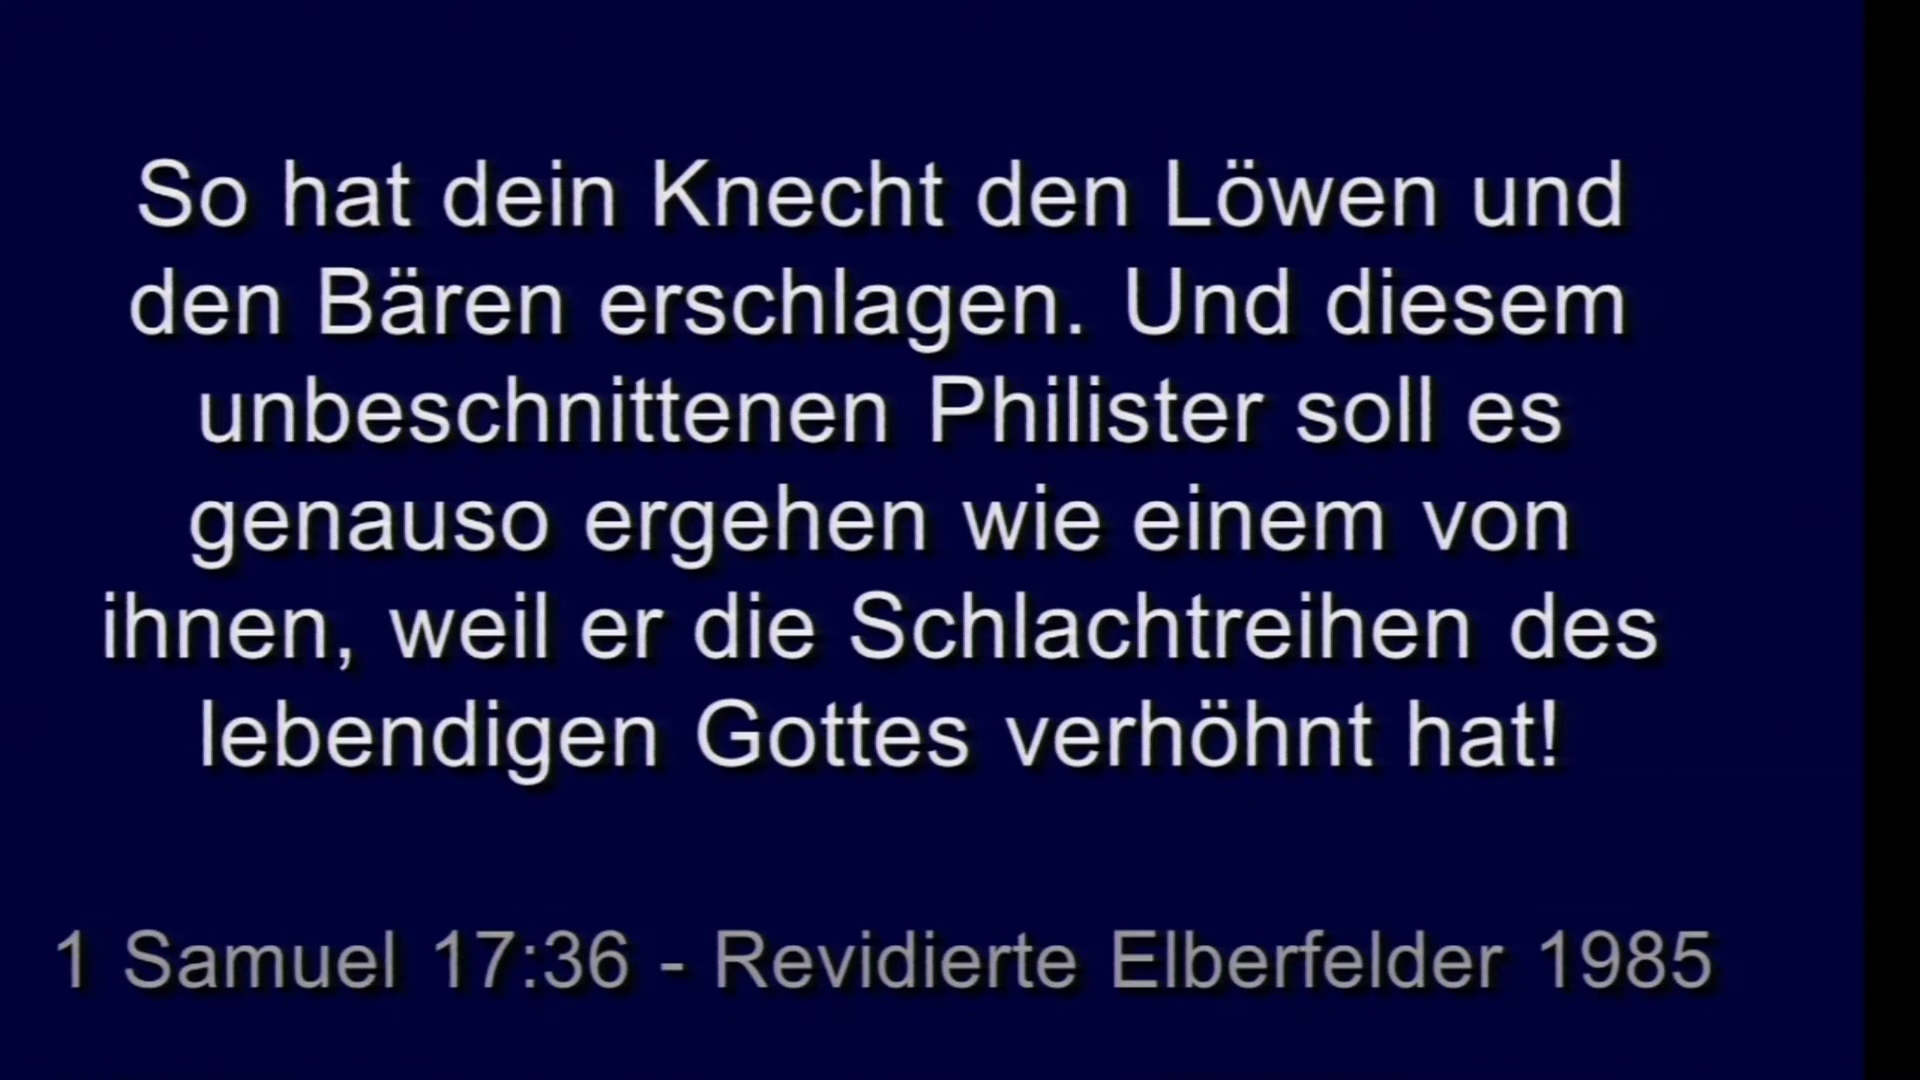 So hat dein Knecht den Löwen und
den Bären erschlagen. Und diesem
unbeschnittenen Philister soll es
genauso ergehen wie einem von
ihnen, weil er die Schlachtreihen des
lebendigen Gottes verhöhnt hat!
1 Samuel 17:36 - Revidierte Elberfelder 1985